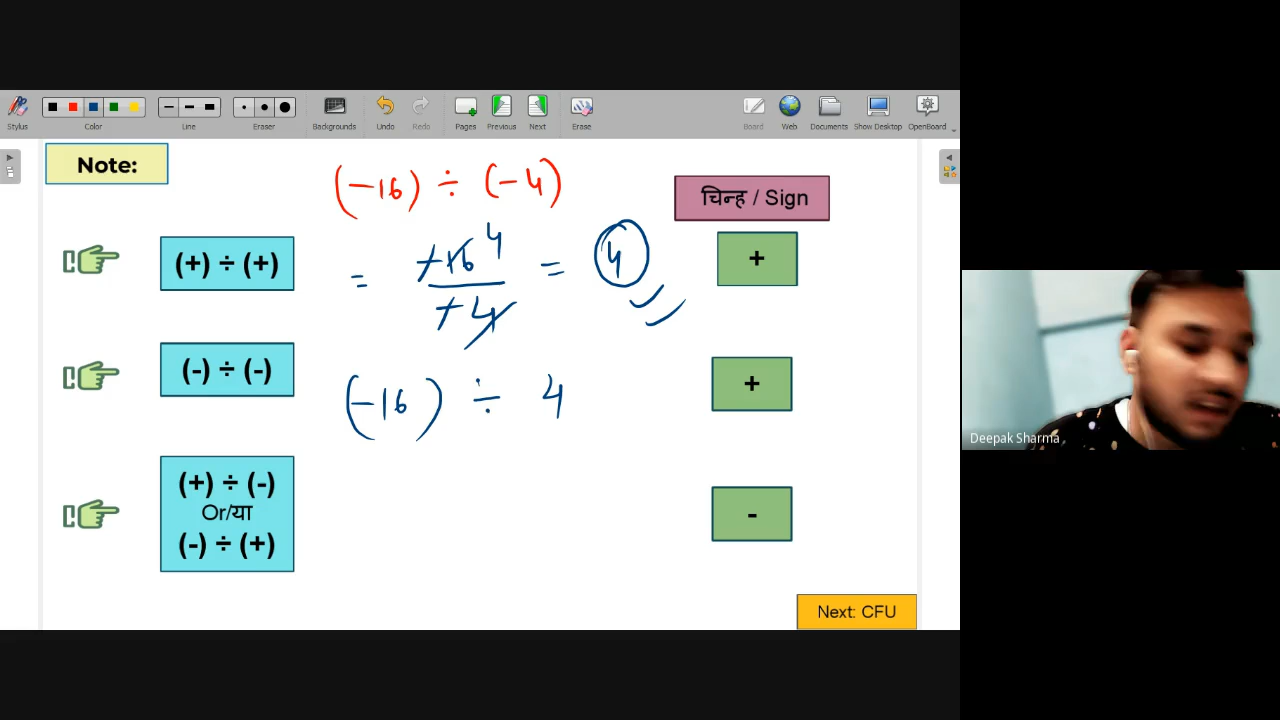 Stylus
Color
Line
Eraser
Backgrounds
Undo
Redo
Pages
Previous
Next
Erase
Board
Web
Documents
Show Desktop
OpenBoard
Note:
(-16) ÷ (-4)
चिन्ह / Sign
(+) ÷ (+)
= -16 4 / -4 = 4
+
(-) ÷ (-)
(-16) ÷ 4
+
(+) ÷ (-)
Or/या
(-) ÷ (+)
-
Next: CFU
Deepak Sharma